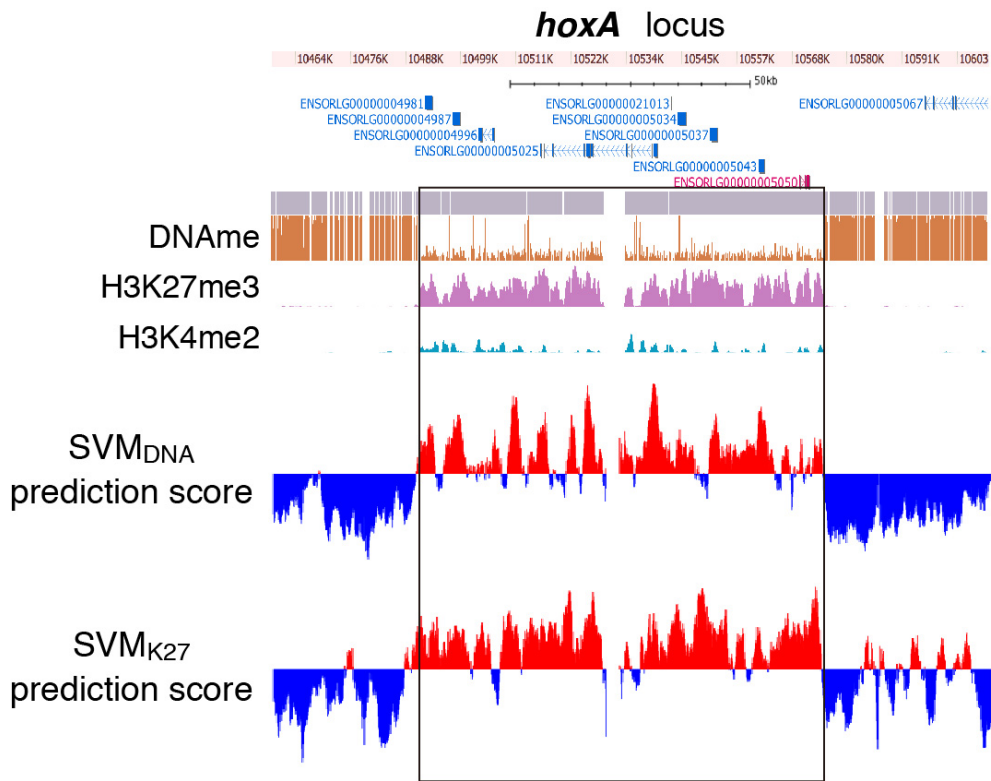 hoxA locus
10464K 10476K 10488K 10499K 10511K 10522K 10534K 10545K 10557K 10568K 10580K 10591K 10603
50kb
ENSORLG00000004981 ENSORLG00000021013 ENSORLG00000005067
ENSORLG00000004987 ENSORLG00000005034
ENSORLG00000004996 ENSORLG00000005037
ENSORLG00000005025
ENSORLG00000005043
ENSORLG00000005050
DNAme
H3K27me3
H3K4me2
SVMDNA
prediction score
SVMK27
prediction score